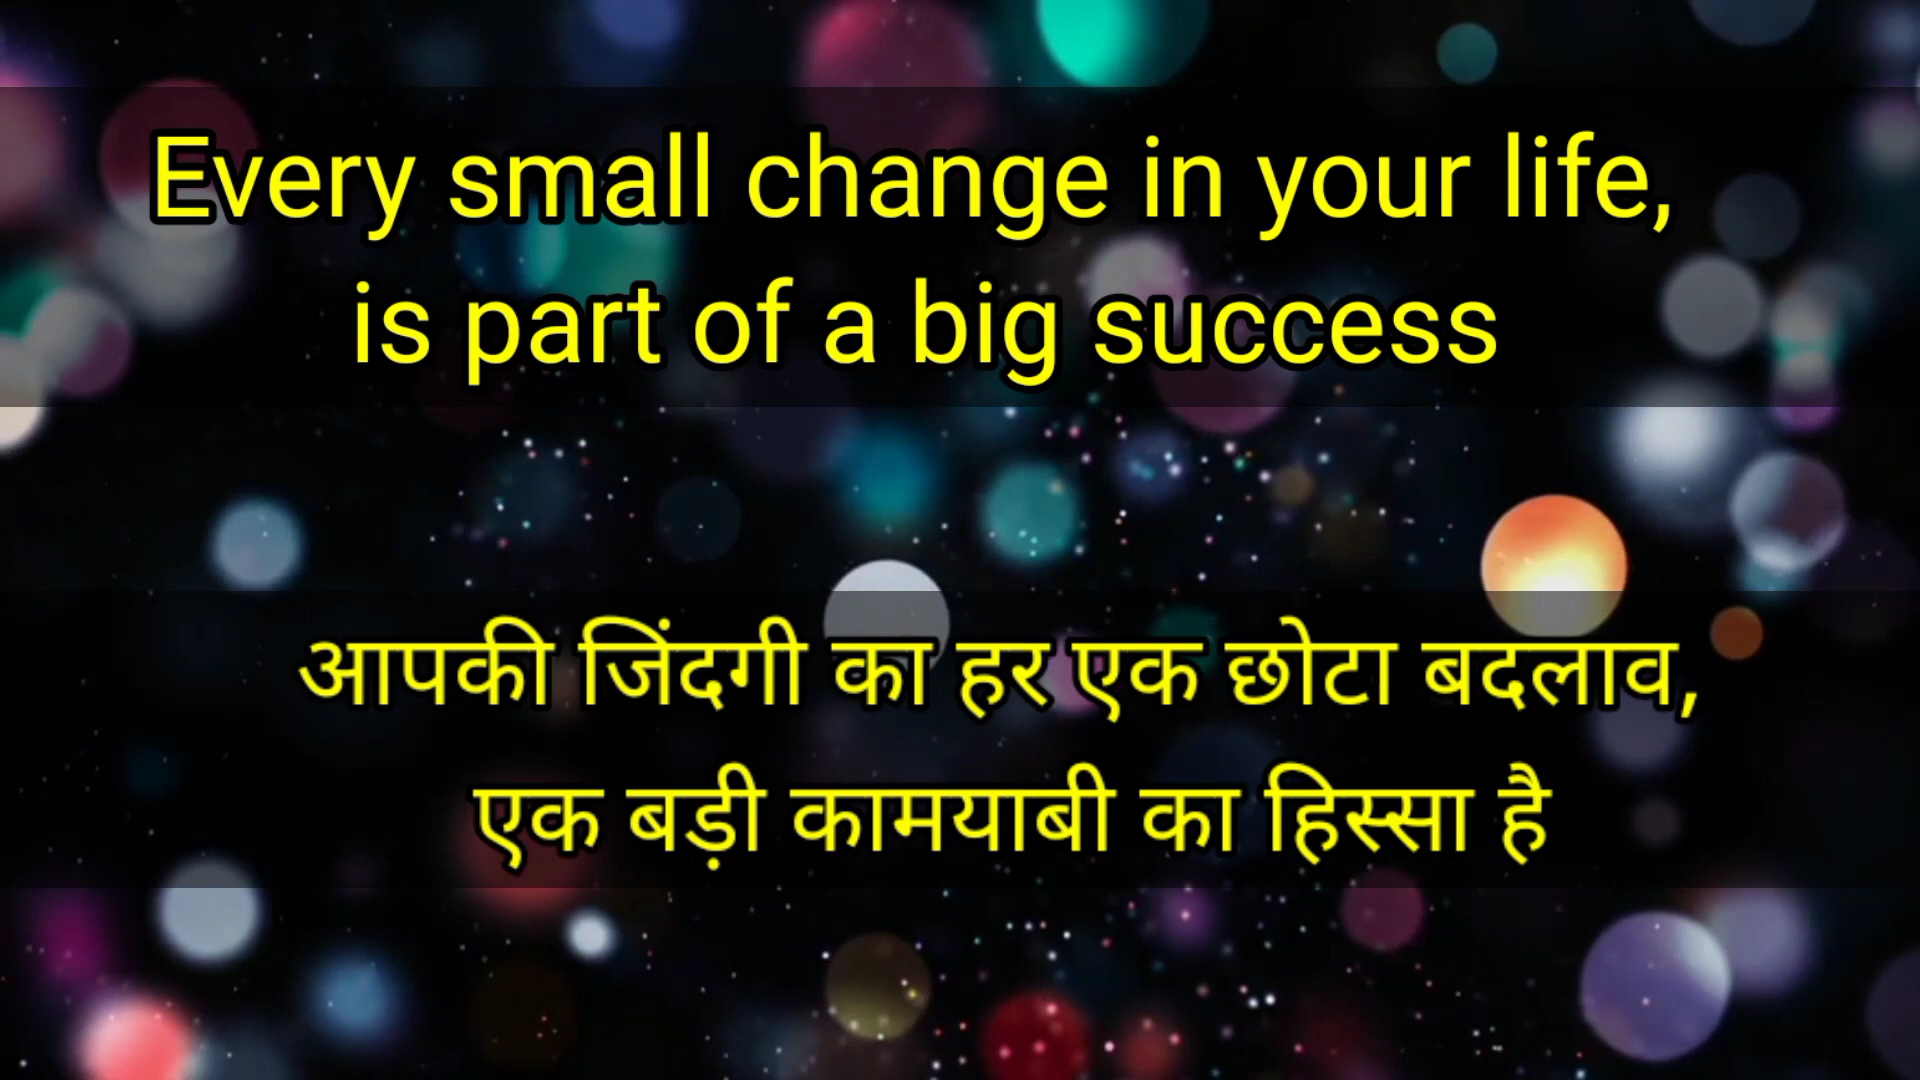 Every small change in your life,
is part of a big success
आपकी जिंदगी का हर एक छोटा बदलाव,
एक बड़ी कामयाबी का हिस्सा है